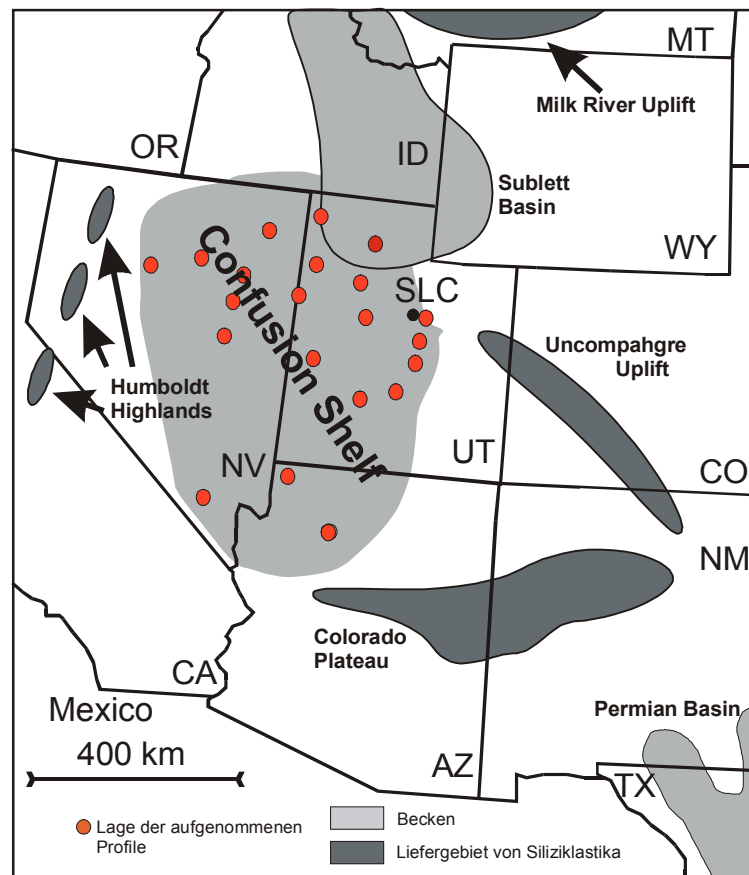 MT
Milk River Uplift
OR
ID
Sublett
Basin
WY
Confusion Shelf
SLC
Uncompahgre
Uplift
Humboldt
Highlands
NV
UT
CO
NM
Colorado
Plateau
CA
Mexico
Permian Basin
400 km
AZ
TX
Lage der aufgenommenen
Profile
Becken
Liefergebiet von Siliziklastika